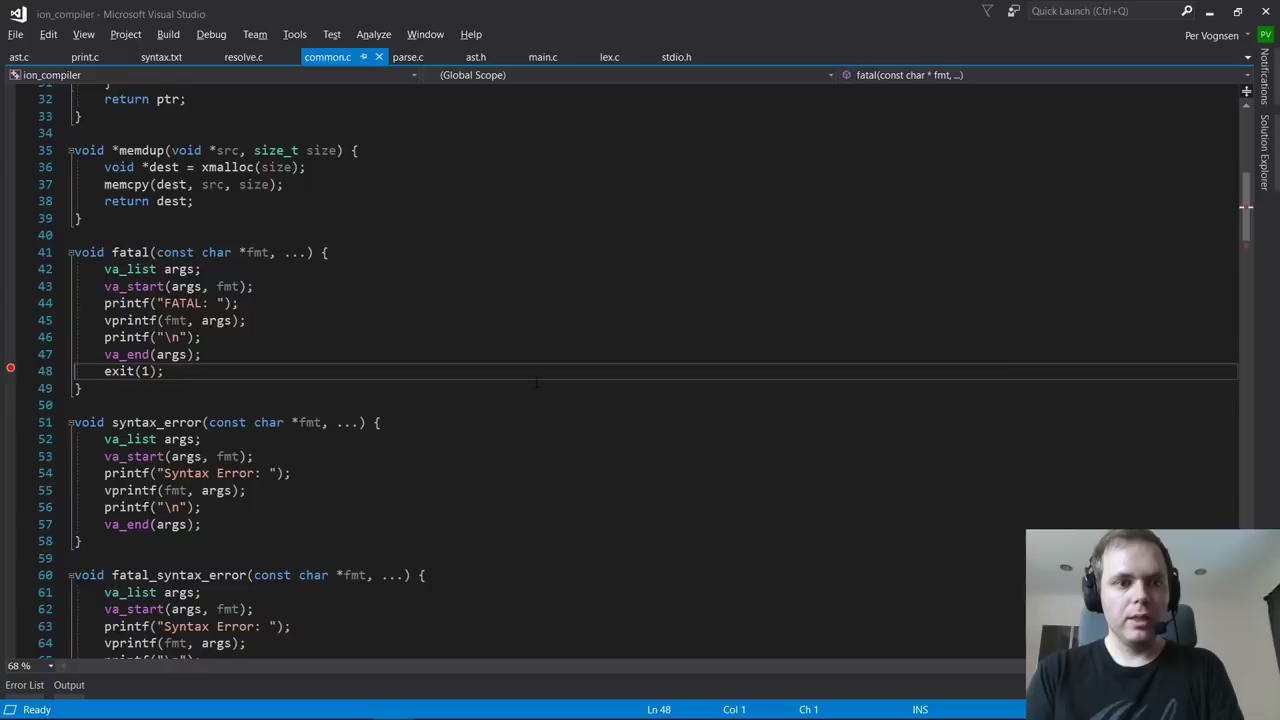 ion_compiler - Microsoft Visual Studio
Quick Launch (Ctrl+Q)
File Edit View Project Build Debug Team Tools Test Analyze Window Help
Per Vognsen PV
ast.c print.c syntax.txt resolve.c common.c parse.c ast.h main.c lex.c stdio.h
ion_compiler (Global Scope) fatal(const char * fmt, ...)
31 }
32 return ptr;
33 }
34
35 void *memdup(void *src, size_t size) {
36 void *dest = xmalloc(size);
37 memcpy(dest, src, size);
38 return dest;
39 }
40
41 void fatal(const char *fmt, ...) {
42 va_list args;
43 va_start(args, fmt);
44 printf("FATAL: ");
45 vprintf(fmt, args);
46 printf("\n");
47 va_end(args);
48 exit(1);
49 }
50
51 void syntax_error(const char *fmt, ...) {
52 va_list args;
53 va_start(args, fmt);
54 printf("Syntax Error: ");
55 vprintf(fmt, args);
56 printf("\n");
57 va_end(args);
58 }
59
60 void fatal_syntax_error(const char *fmt, ...) {
61 va_list args;
62 va_start(args, fmt);
63 printf("Syntax Error: ");
64 vprintf(fmt, args);
65 printf("\n");
68 %
Error List Output
Ready Ln 48 Col 1 Ch 1 INS
Notifications
Solution Explorer